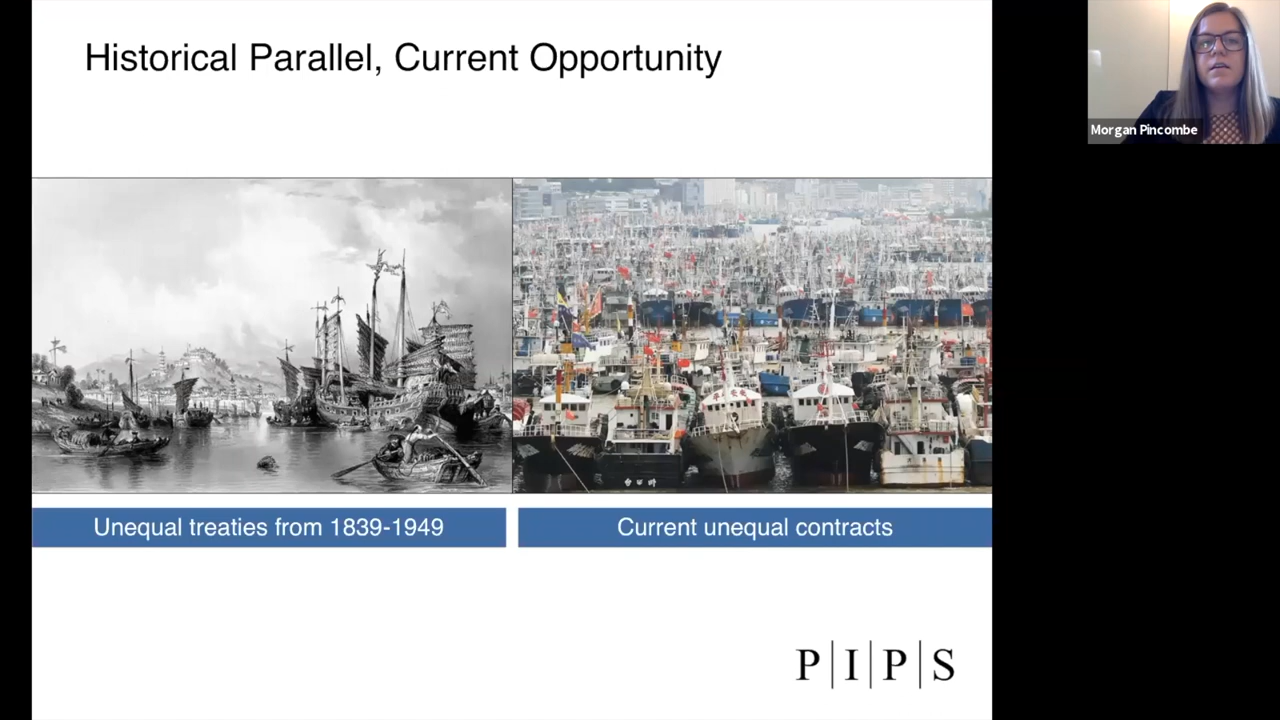 Historical Parallel, Current Opportunity
Morgan Pincombe
Unequal treaties from 1839-1949
Current unequal contracts
P|I|P|S